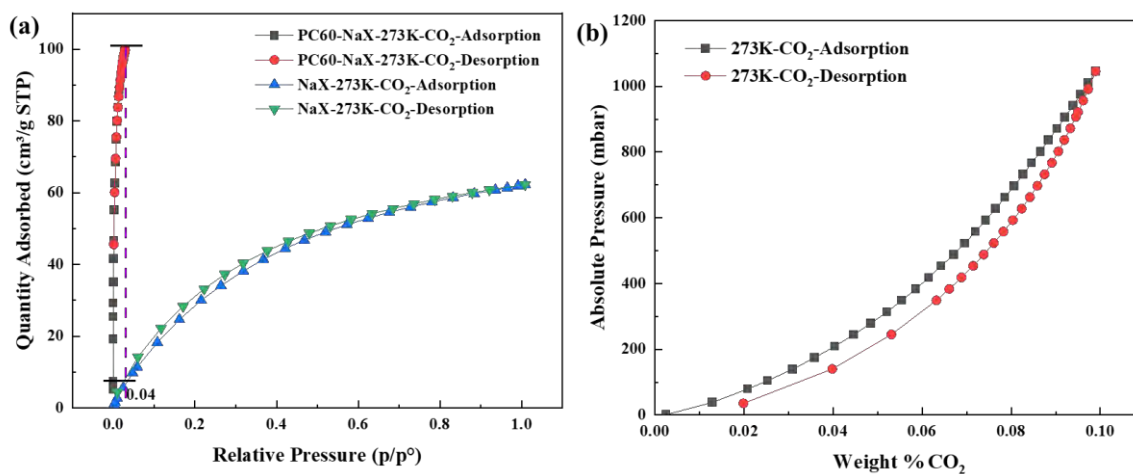 (a)
PC60-NaX-273K-CO₂-Adsorption
PC60-NaX-273K-CO₂-Desorption
NaX-273K-CO₂-Adsorption
NaX-273K-CO₂-Desorption
Quantity Adsorbed (cm³/g STP)
100
80
60
40
20
0
0.04
0.0 0.2 0.4 0.6 0.8 1.0
Relative Pressure (p/p°)
(b)
273K-CO₂-Adsorption
273K-CO₂-Desorption
Absolute Pressure (mbar)
1200
1000
800
600
400
200
0
0.00 0.02 0.04 0.06 0.08 0.10
Weight % CO₂